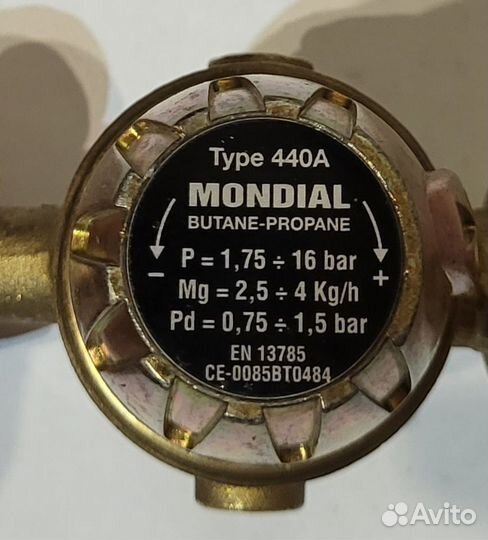 Type 440A
MONDIAL
BUTANE-PROPANE
− +
P = 1,75 ÷ 16 bar
Mg = 2,5 ÷ 4 Kg/h
Pd = 0,75 ÷ 1,5 bar
EN 13785
CE-0085BT0484
Avito